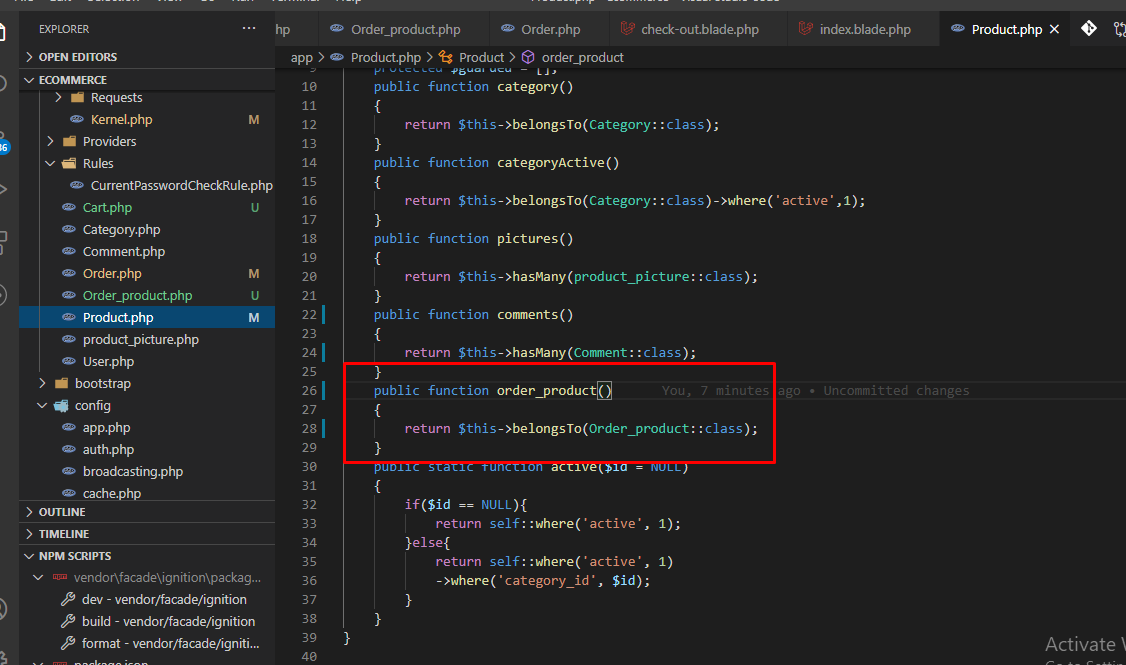 EXPLORER
...
hp
Order_product.php
Order.php
check-out.blade.php
index.blade.php
Product.php
OPEN EDITORS
app > Product.php > Product > order_product
ECOMMERCE
Requests
Kernel.php M
Providers
Rules
CurrentPasswordCheckRule.php
Cart.php U
Category.php
Comment.php
Order.php M
Order_product.php U
Product.php M
product_picture.php
User.php
bootstrap
config
app.php
auth.php
broadcasting.php
cache.php
OUTLINE
TIMELINE
NPM SCRIPTS
vendor\facade\ignition\packag...
dev - vendor/facade/ignition
build - vendor/facade/ignition
format - vendor/facade/igniti...
package.json
9 protected $guarded = [];
10 public function category()
11 {
12 return $this->belongsTo(Category::class);
13 }
14 public function categoryActive()
15 {
16 return $this->belongsTo(Category::class)->where('active',1);
17 }
18 public function pictures()
19 {
20 return $this->hasMany(product_picture::class);
21 }
22 public function comments()
23 {
24 return $this->hasMany(Comment::class);
25 }
26 public function order_product() You, 7 minutes ago • Uncommitted changes
27 {
28 return $this->belongsTo(Order_product::class);
29 }
30 public static function active($id = NULL)
31 {
32 if($id == NULL){
33 return self::where('active', 1);
34 }else{
35 return self::where('active', 1)
36 ->where('category_id', $id);
37 }
38 }
39 }
40
Activate